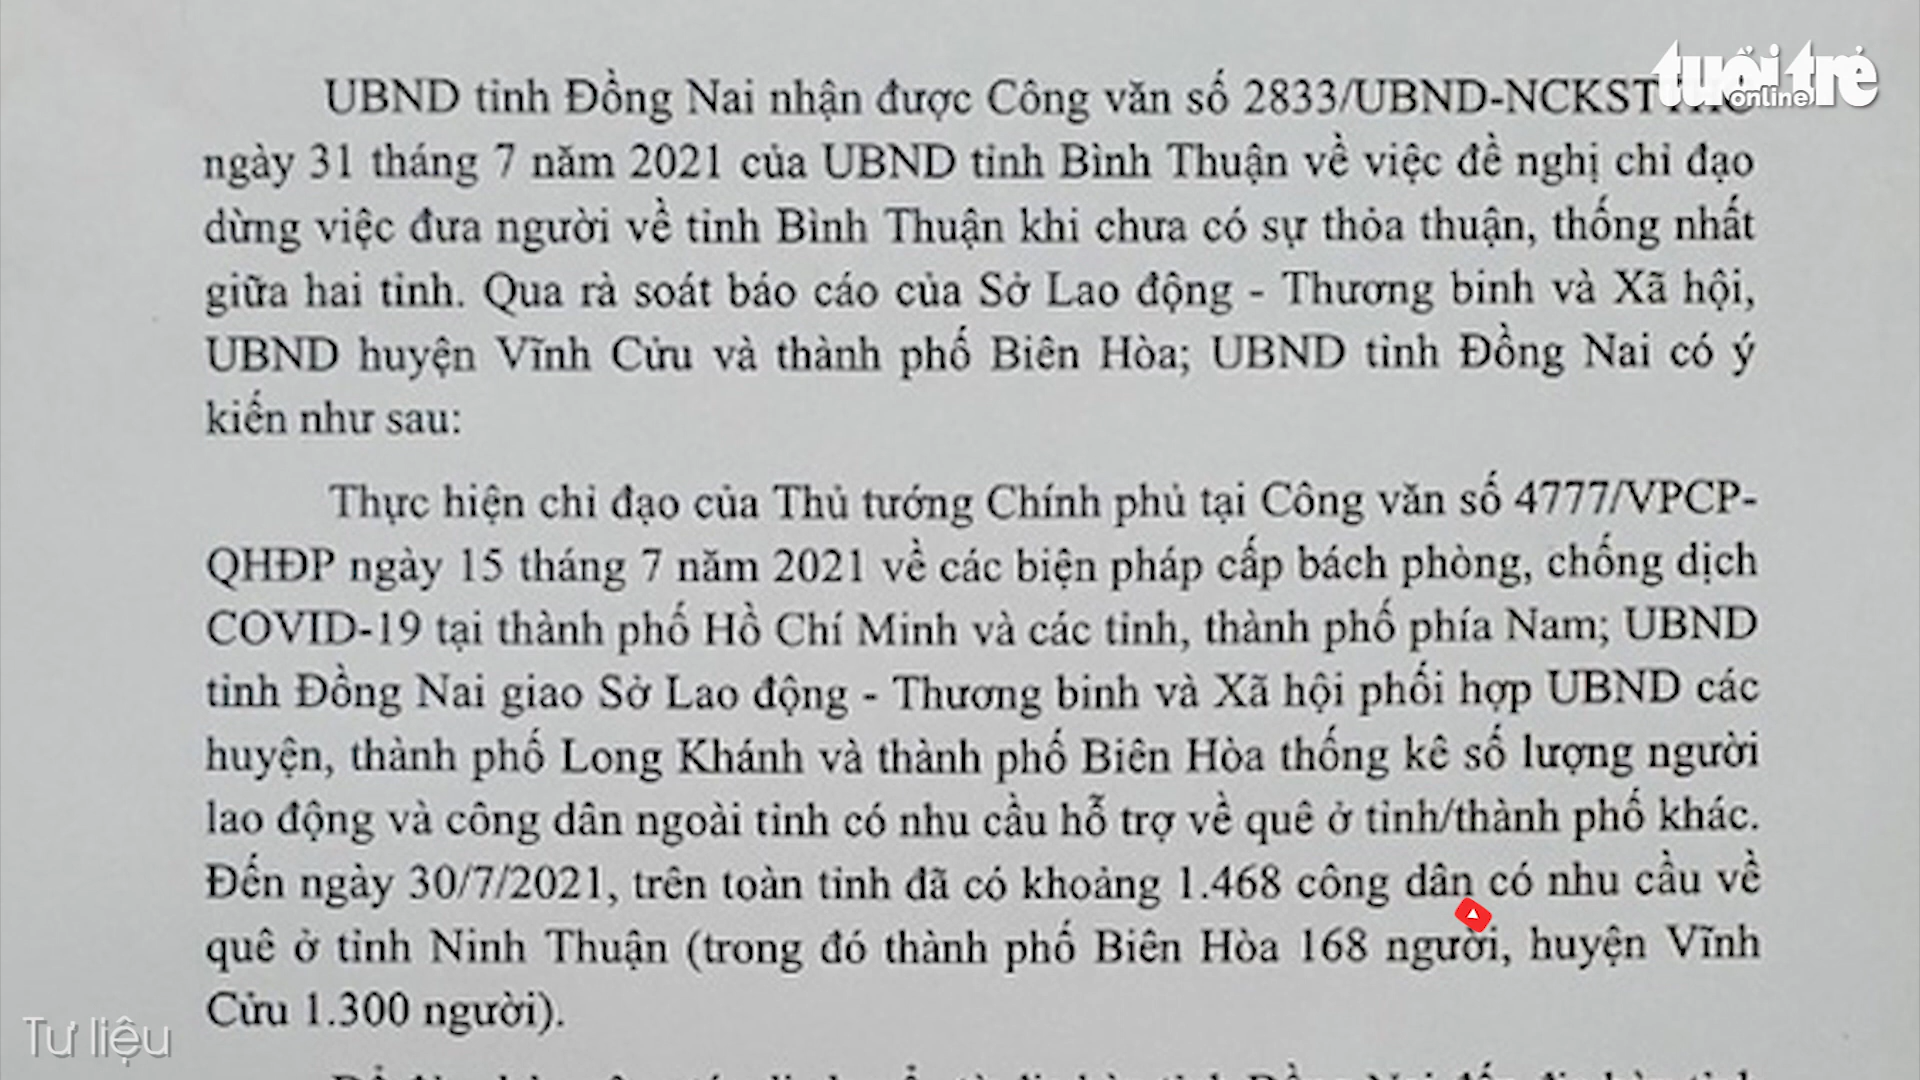 tuổi trẻ
online
UBND tỉnh Đồng Nai nhận được Công văn số 2833/UBND-NCKSTTHC
ngày 31 tháng 7 năm 2021 của UBND tỉnh Bình Thuận về việc đề nghị chỉ đạo
dừng việc đưa người về tỉnh Bình Thuận khi chưa có sự thỏa thuận, thống nhất
giữa hai tỉnh. Qua rà soát báo cáo của Sở Lao động - Thương binh và Xã hội,
UBND huyện Vĩnh Cửu và thành phố Biên Hòa; UBND tỉnh Đồng Nai có ý
kiến như sau:
Thực hiện chỉ đạo của Thủ tướng Chính phủ tại Công văn số 4777/VPCP-
QHĐP ngày 15 tháng 7 năm 2021 về các biện pháp cấp bách phòng, chống dịch
COVID-19 tại thành phố Hồ Chí Minh và các tỉnh, thành phố phía Nam; UBND
tỉnh Đồng Nai giao Sở Lao động - Thương binh và Xã hội phối hợp UBND các
huyện, thành phố Long Khánh và thành phố Biên Hòa thống kê số lượng người
lao động và công dân ngoài tỉnh có nhu cầu hỗ trợ về quê ở tỉnh/thành phố khác.
Đến ngày 30/7/2021, trên toàn tỉnh đã có khoảng 1.468 công dân có nhu cầu về
quê ở tỉnh Ninh Thuận (trong đó thành phố Biên Hòa 168 người, huyện Vĩnh
Cửu 1.300 người).
Tư liệu